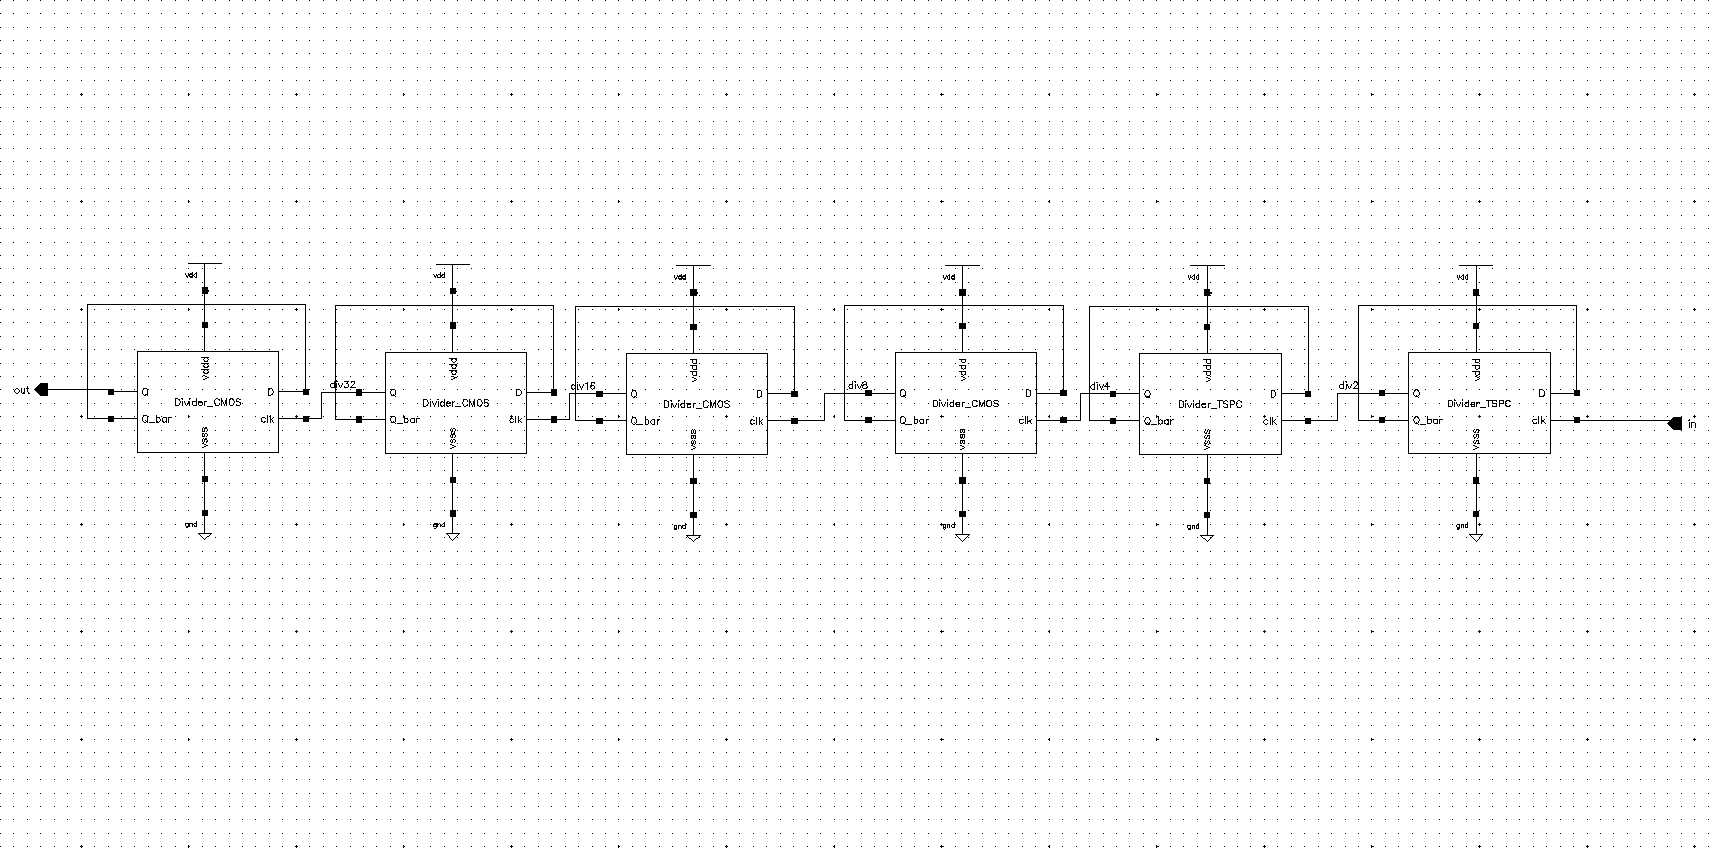 vdd vdd vdd vdd vdd vdd
vddd vddd vddd vddd vddd vddd
div32 div16 div8 div4 div2
out Q D Q D Q D Q D Q D Q D
Divider_CMOS Divider_CMOS Divider_CMOS Divider_CMOS Divider_TSPC Divider_TSPC
Q_bar clk Q_bar clk Q_bar clk Q_bar clk Q_bar clk Q_bar clk in
vsss vsss vsss vsss vsss vsss
gnd gnd gnd gnd gnd gnd